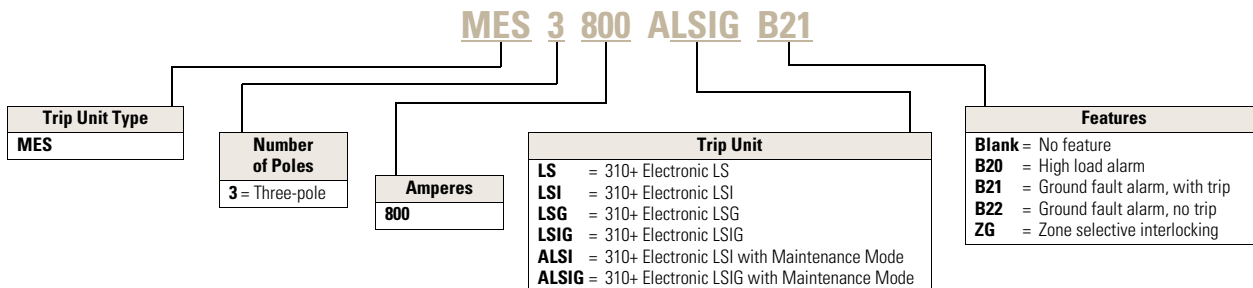 MES 3 800 ALSIG B21
Trip Unit Type
MES
Number
of Poles
3 = Three-pole
Amperes
800
Trip Unit
LS = 310+ Electronic LS
LSI = 310+ Electronic LSI
LSG = 310+ Electronic LSG
LSIG = 310+ Electronic LSIG
ALSI = 310+ Electronic LSI with Maintenance Mode
ALSIG = 310+ Electronic LSIG with Maintenance Mode
Features
Blank = No feature
B20 = High load alarm
B21 = Ground fault alarm, with trip
B22 = Ground fault alarm, no trip
ZG = Zone selective interlocking